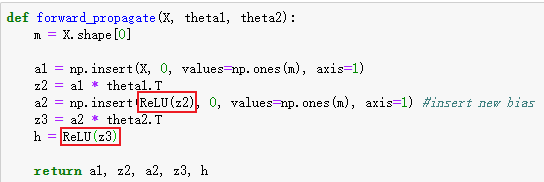 def forward_propagate(X, theta1, theta2):
    m = X.shape[0]
    a1 = np.insert(X, 0, values=np.ones(m), axis=1)
    z2 = a1 * theta1.T
    a2 = np.insert(ReLU(z2), 0, values=np.ones(m), axis=1) #insert new bias
    z3 = a2 * theta2.T
    h = ReLU(z3)
    return a1, z2, a2, z3, h